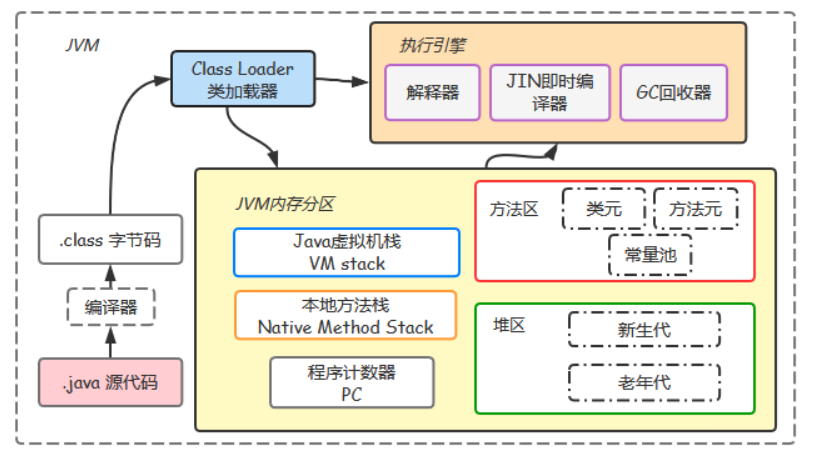 JVM
Class Loader
类加载器
执行引擎
解释器
JIN即时编
译器
GC回收器
JVM内存分区
Java虚拟机栈
VM stack
本地方法栈
Native Method Stack
程序计数器
PC
方法区
类元
方法元
常量池
堆区
新生代
老年代
.class 字节码
编译器
.java 源代码